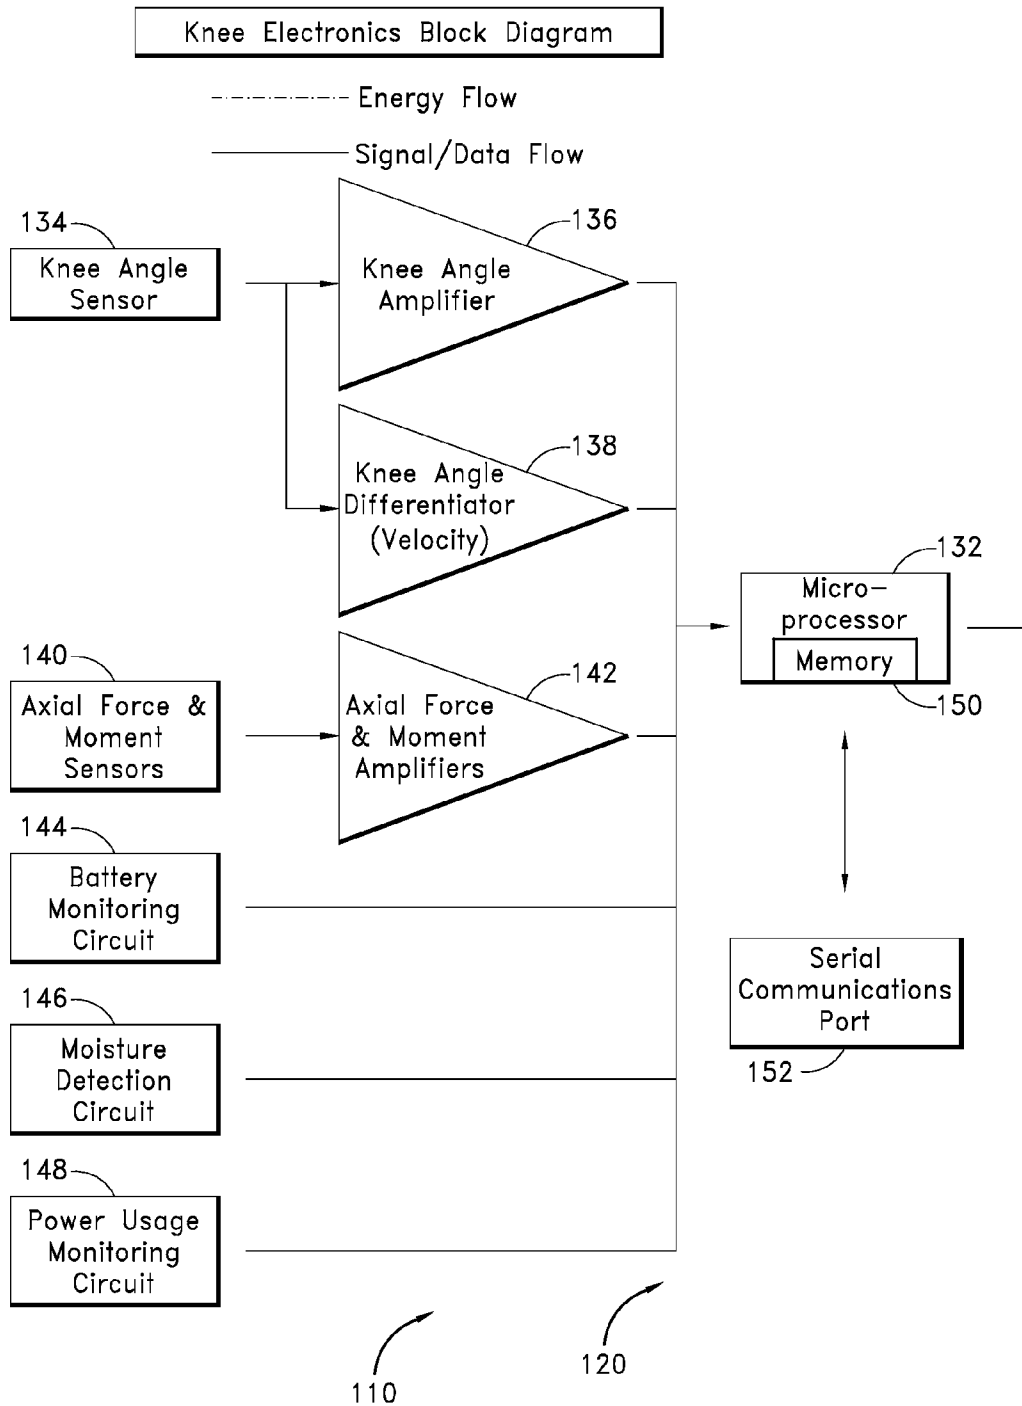 Knee Electronics Block Diagram
Energy Flow
Signal/Data Flow
134
Knee Angle
Sensor
136
Knee Angle
Amplifier
138
Knee Angle
Differentiator
(Velocity)
132
Micro-
processor
Memory
150
140
Axial Force &
Moment
Sensors
142
Axial Force
& Moment
Amplifiers
144
Battery
Monitoring
Circuit
Serial
Communications
Port
152
146
Moisture
Detection
Circuit
148
Power Usage
Monitoring
Circuit
110
120